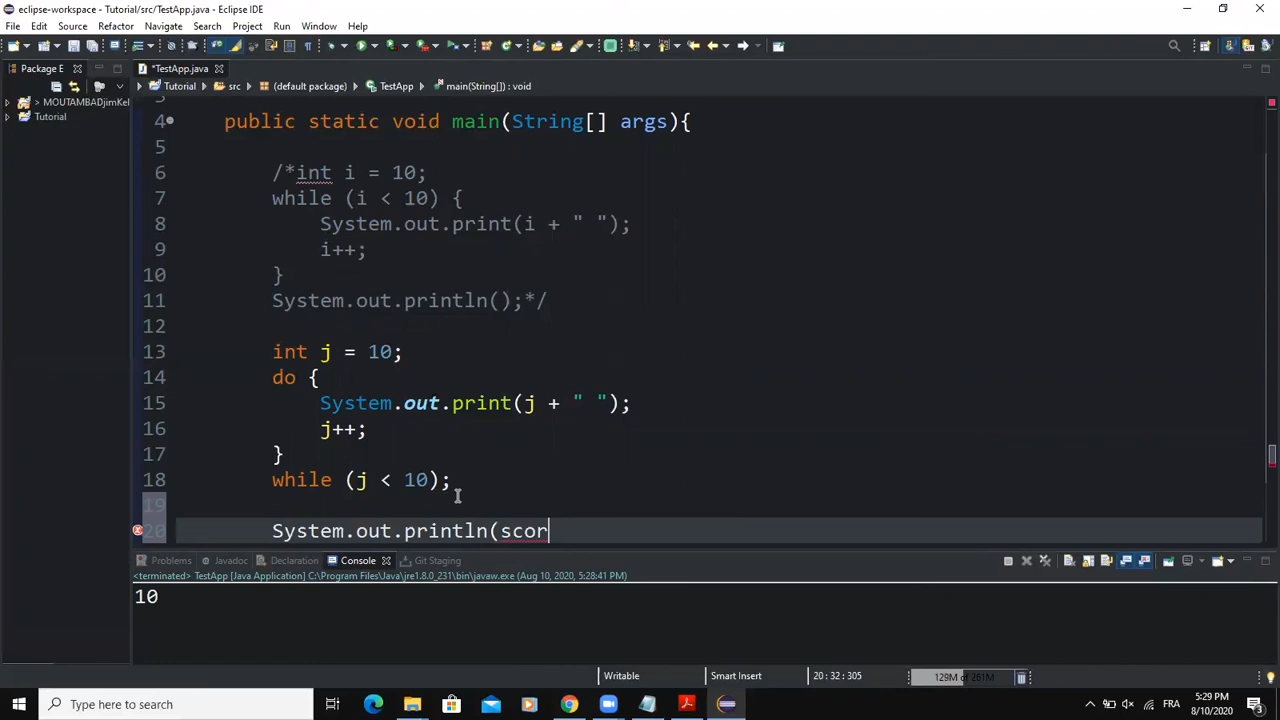 eclipse-workspace - Tutorial/src/TestApp.java - Eclipse IDE
File Edit Source Refactor Navigate Search Project Run Window Help
Package E
*TestApp.java
Tutorial src (default package) TestApp main(String[]) : void
> MOUTAMBADjimKel
Tutorial
3
4 public static void main(String[] args){
5
6 /*int i = 10;
7 while (i < 10) {
8 System.out.print(i + " ");
9 i++;
10 }
11 System.out.println();*/
12
13 int j = 10;
14 do {
15 System.out.print(j + " ");
16 j++;
17 }
18 while (j < 10);
19
20 System.out.println(scor
Problems Javadoc Declaration Console Git Staging
<terminated> TestApp [Java Application] C:\Program Files\Java\jre1.8.0_231\bin\javaw.exe (Aug 10, 2020, 5:28:41 PM)
10
Writable Smart Insert 20 : 32 : 305 129M of 261M
Type here to search
FRA
5:29 PM
8/10/2020
3